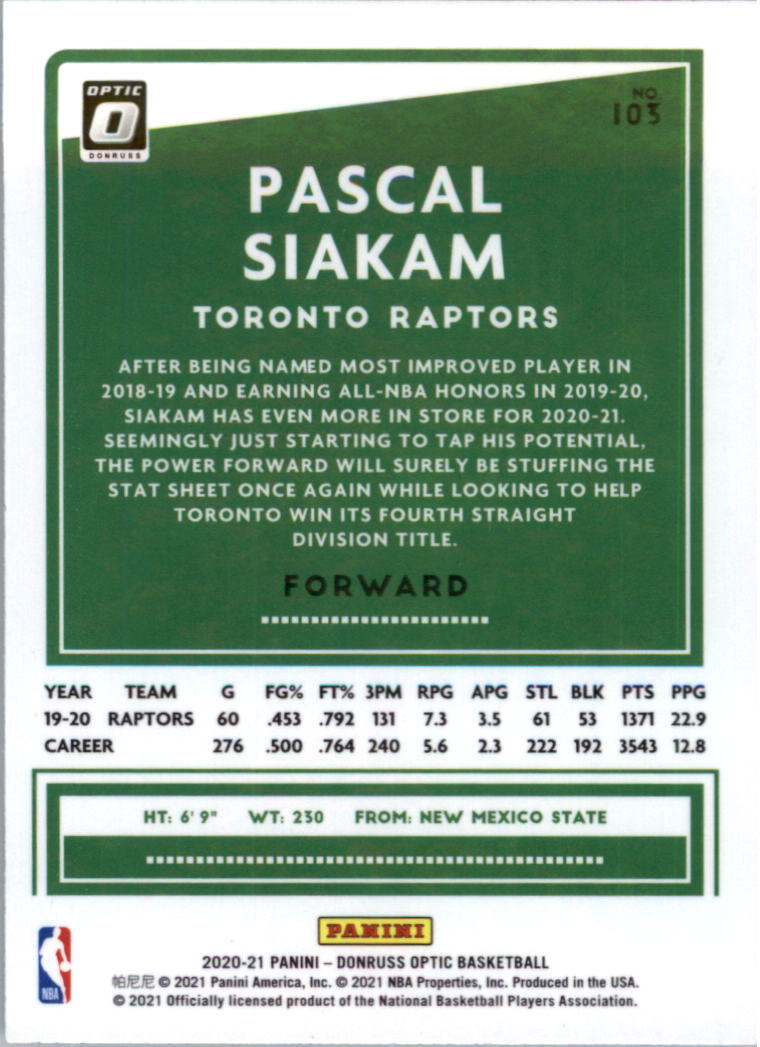 OPTIC
O
DONRUSS
NO.
103
PASCAL
SIAKAM
TORONTO RAPTORS
AFTER BEING NAMED MOST IMPROVED PLAYER IN
2018-19 AND EARNING ALL-NBA HONORS IN 2019-20,
SIAKAM HAS EVEN MORE IN STORE FOR 2020-21.
SEEMINGLY JUST STARTING TO TAP HIS POTENTIAL,
THE POWER FORWARD WILL SURELY BE STUFFING THE
STAT SHEET ONCE AGAIN WHILE LOOKING TO HELP
TORONTO WIN ITS FOURTH STRAIGHT
DIVISION TITLE.
FORWARD
YEAR TEAM G FG% FT% 3PM RPG APG STL BLK PTS PPG
19-20 RAPTORS 60 .453 .792 131 7.3 3.5 61 53 1371 22.9
CAREER 276 .500 .764 240 5.6 2.3 222 192 3543 12.8
HT: 6' 9" WT: 230 FROM: NEW MEXICO STATE
PANINI
NBA
2020-21 PANINI – DONRUSS OPTIC BASKETBALL
帕尼尼 © 2021 Panini America, Inc. © 2021 NBA Properties, Inc. Produced in the USA.
© 2021 Officially licensed product of the National Basketball Players Association.